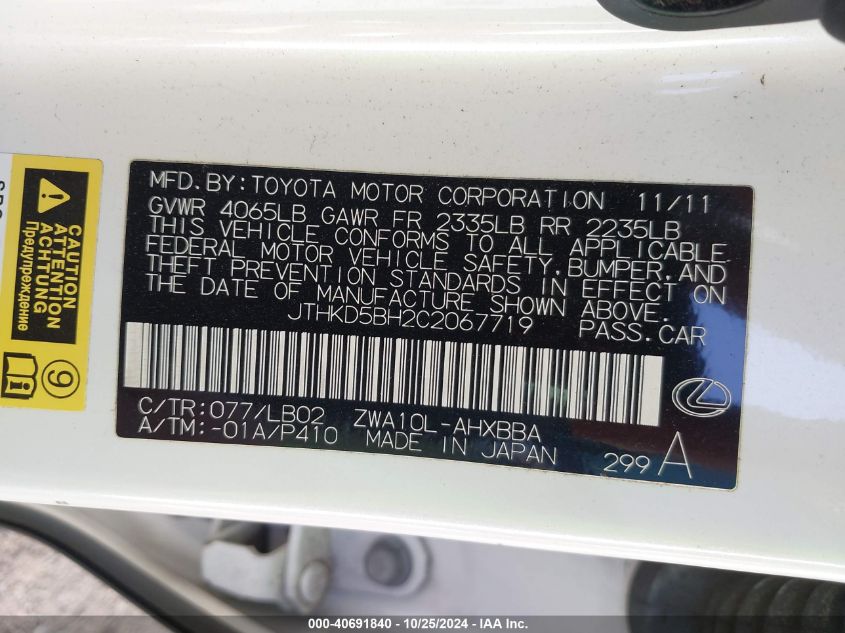 MFD.BY:TOYOTA MOTOR CORPORATION 11/11
GVWR 4065LB GAWR FR 2335LB RR 2235LB
THIS VEHICLE CONFORMS TO ALL APPLICABLE
FEDERAL MOTOR VEHICLE SAFETY,BUMPER,AND
THEFT PREVENTION STANDARDS IN EFFECT ON
THE DATE OF MANUFACTURE SHOWN ABOVE.
JTHKD5BH2C2067719 PASS.CAR
C/TR:077/LB02 ZWA10L-AHXBBA
A/TM:-01A/P410 MADE IN JAPAN 299 A
CAUTION
ATTENTION
ACHTUNG
Предупреждение
9
000-40691840 - 10/25/2024 - IAA Inc.